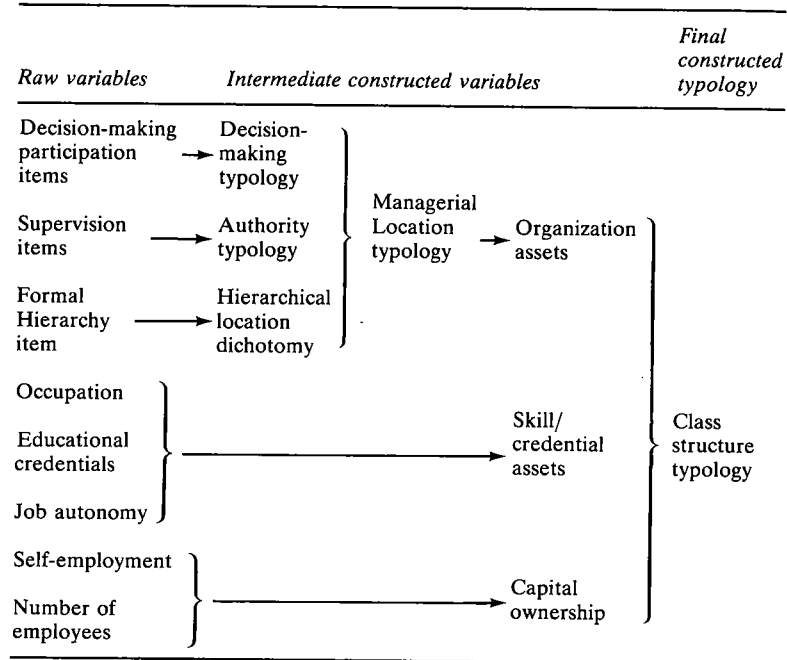 Final
constructed
typology
Raw variables
Intermediate constructed variables
Decision-making
participation
items
Decision-
making
typology
Managerial
Location
typology
Organization
assets
Supervision
items
Authority
typology
Formal
Hierarchy
item
Hierarchical
location
dichotomy
Occupation
Educational
credentials
Job autonomy
Skill/
credential
assets
Class
structure
typology
Self-employment
Number of
employees
Capital
ownership